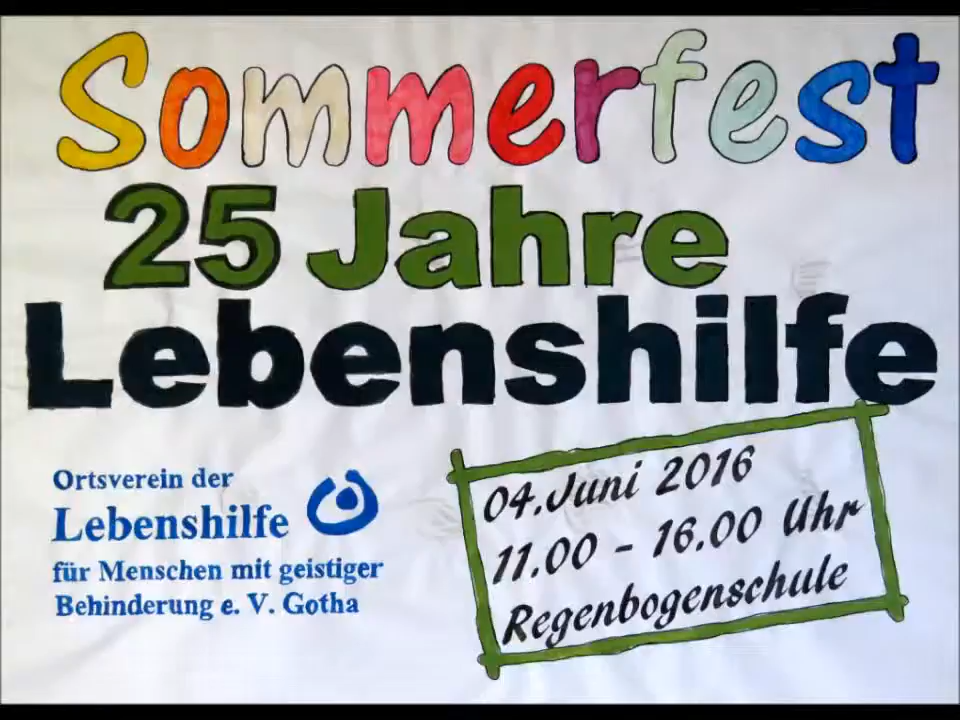 Sommerfest
25 Jahre
Lebenshilfe
Ortsverein der
Lebenshilfe
für Menschen mit geistiger
Behinderung e. V. Gotha
04.Juni 2016
11.00 - 16.00 Uhr
Regenbogenschule